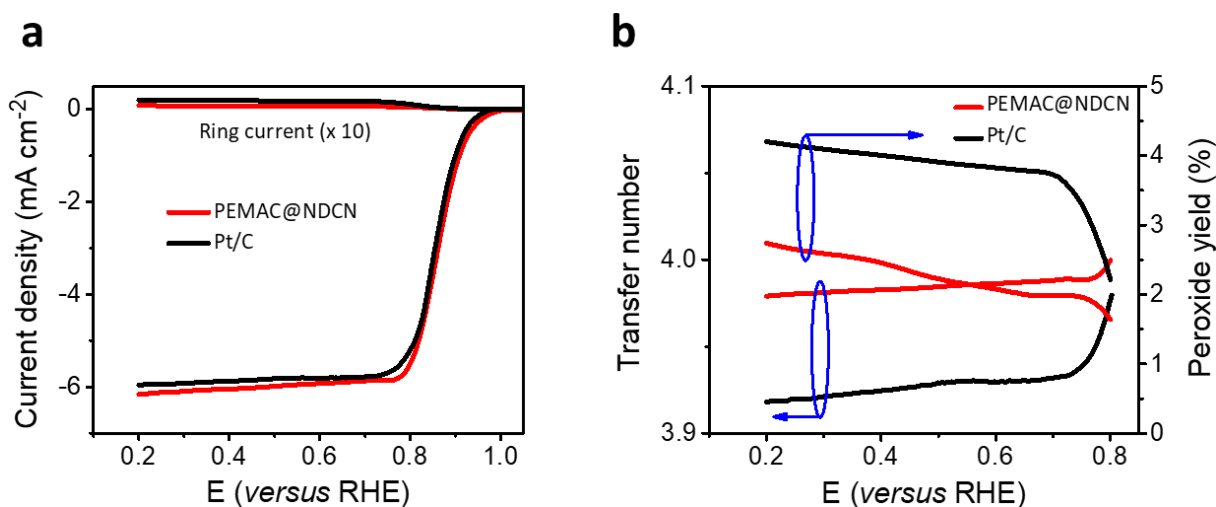 a
Current density (mA cm⁻²)
0
-2
-4
-6
Ring current (x 10)
PEMAC@NDCN
Pt/C
0.2 0.4 0.6 0.8 1.0
E (versus RHE)
b
Transfer number
4.1
4.0
3.9
PEMAC@NDCN
Pt/C
5
4
3
2
1
0
Peroxide yield (%)
0.2 0.4 0.6 0.8
E (versus RHE)